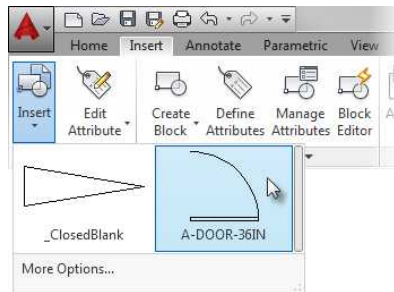 Home Insert Annotate Parametric View
Insert Edit Attribute Create Block Define Attributes Manage Attributes Block Editor
_ClosedBlank A-DOOR-36IN
More Options...